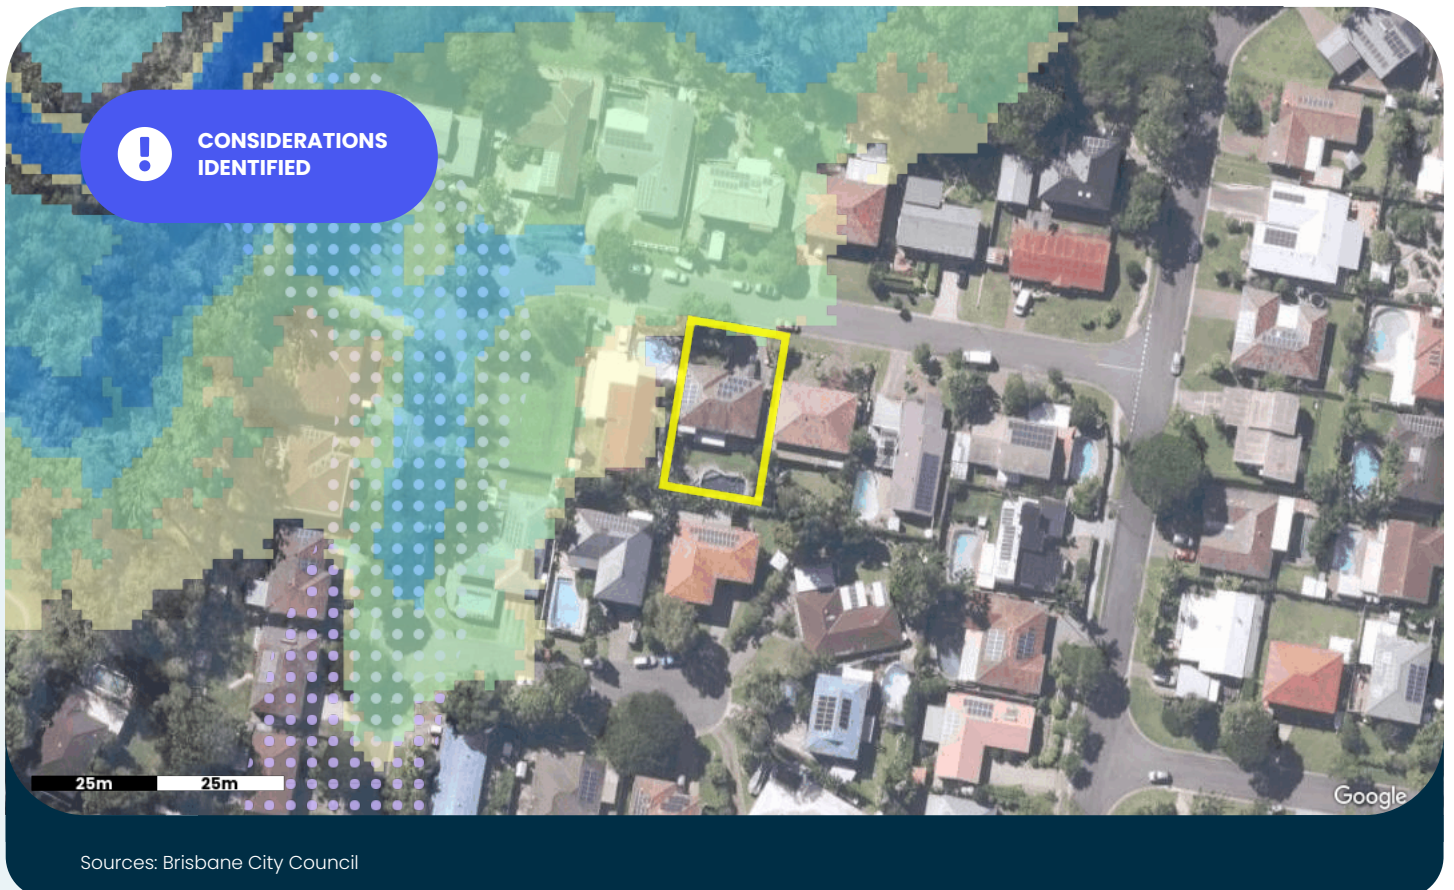 CONSIDERATIONS
IDENTIFIED
25m 25m
Google
Sources: Brisbane City Council